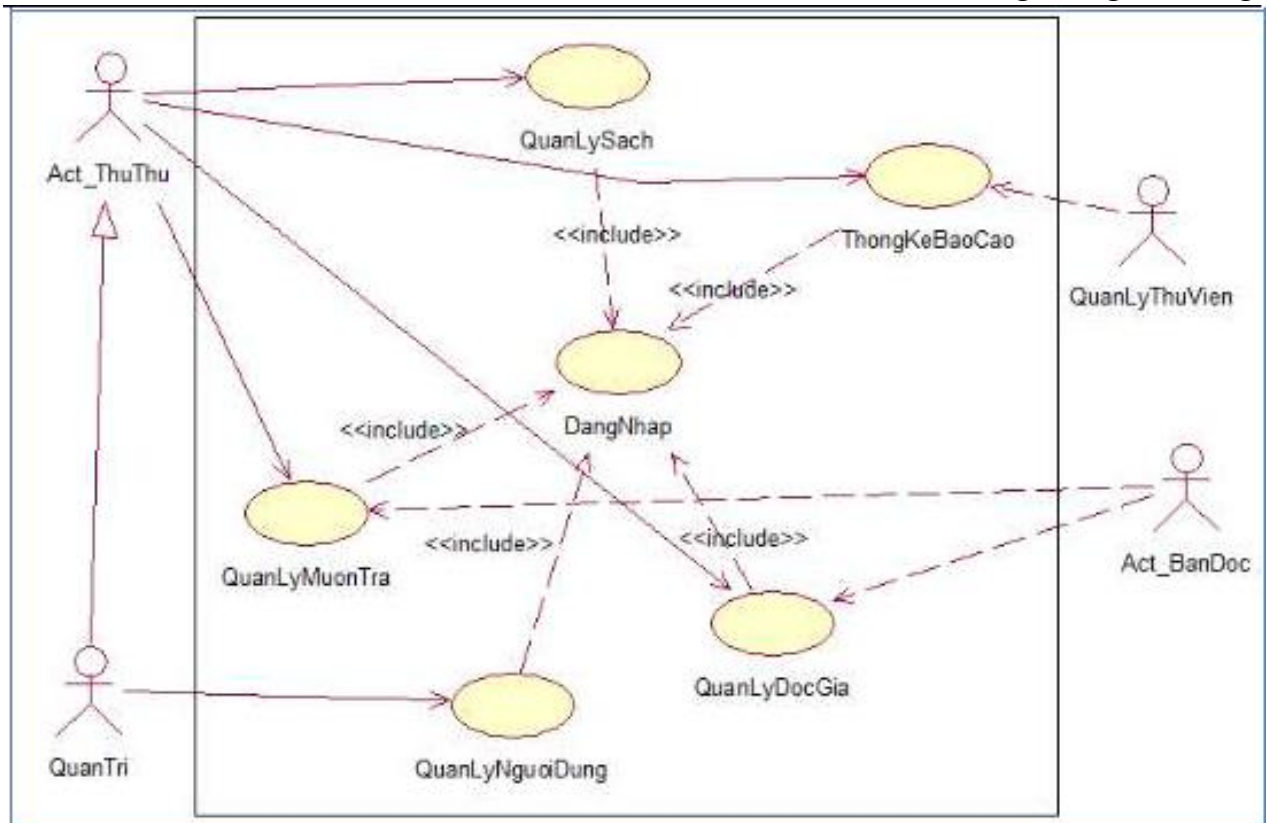 QuanLySach
Act_ThuThu
<<include>>
ThongKeBaoCao
<<include>>
QuanLyThuVien
<<include>>
DangNhap
<<include>>
<<include>>
Act_BanDoc
QuanLyMuonTra
QuanLyDocGia
QuanTri
QuanLyNguoiDung